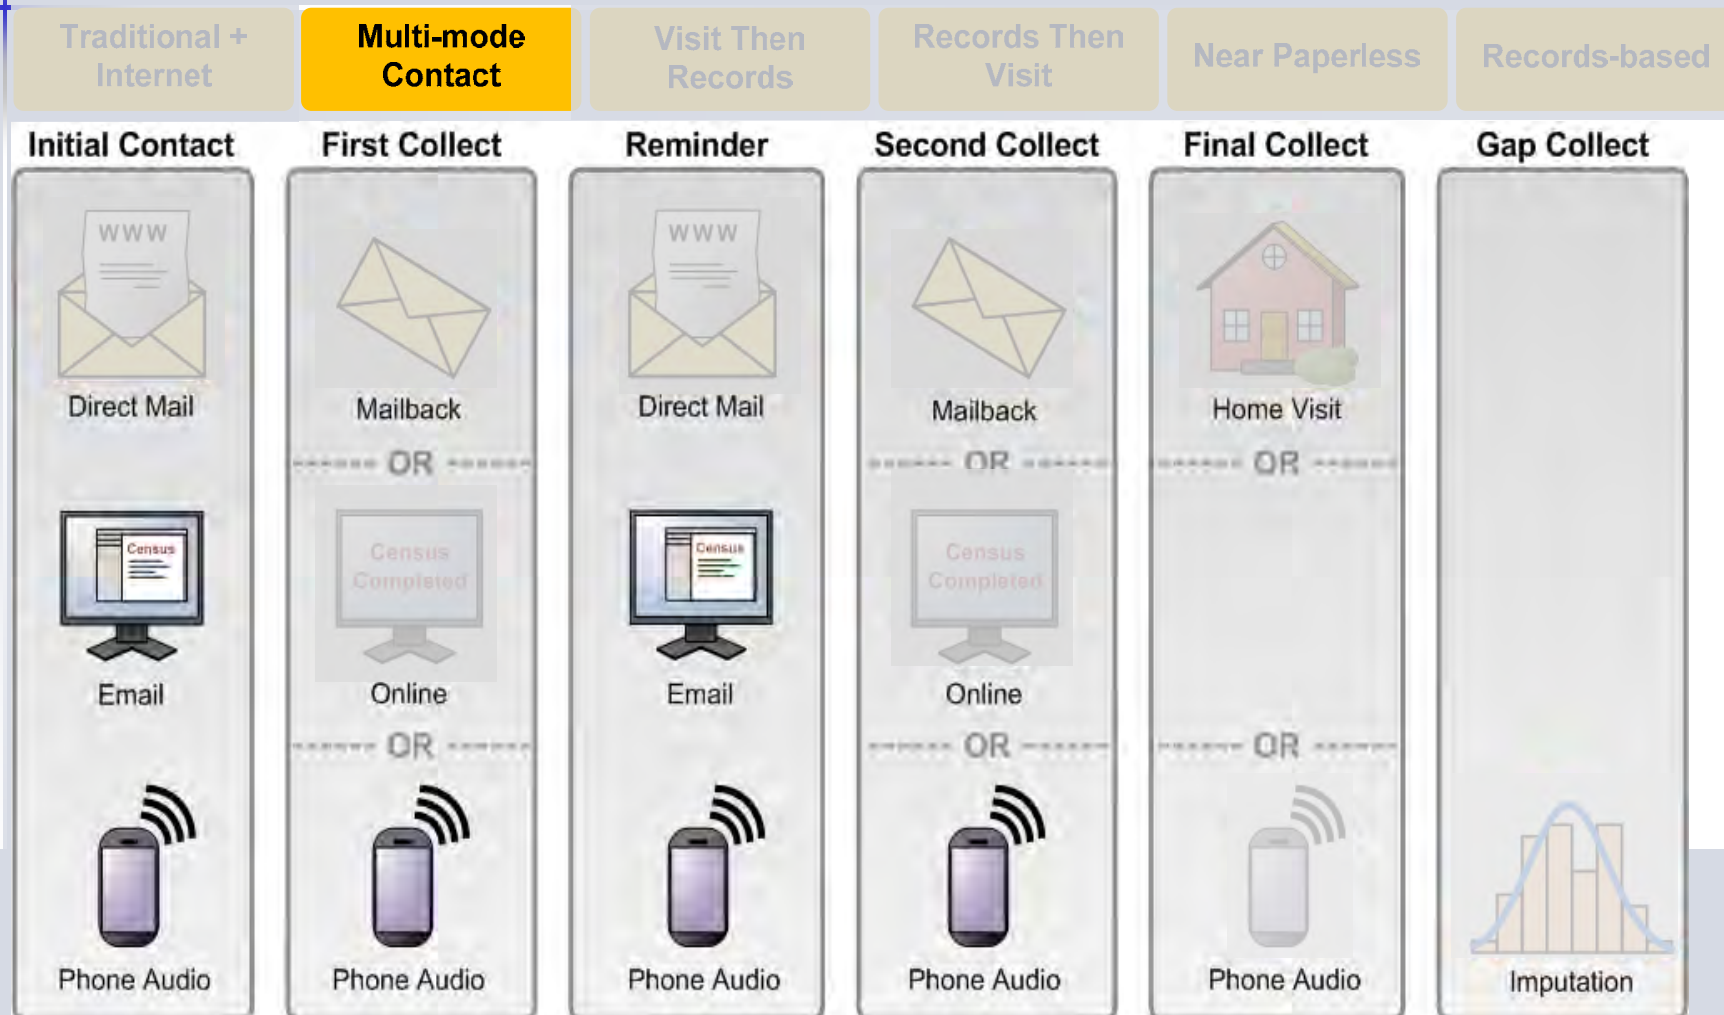 Traditional +
Internet
Multi-mode
Contact
Visit Then
Records
Records Then
Visit
Near Paperless
Records-based
Initial Contact
First Collect
Reminder
Second Collect
Final Collect
Gap Collect
WWW
WWW
Direct Mail
Mailback
Direct Mail
Mailback
Home Visit
OR
OR
OR
Census
Census
Completed
Census
Census
Completed
Email
Online
Email
Online
OR
OR
OR
Phone Audio
Phone Audio
Phone Audio
Phone Audio
Phone Audio
Imputation